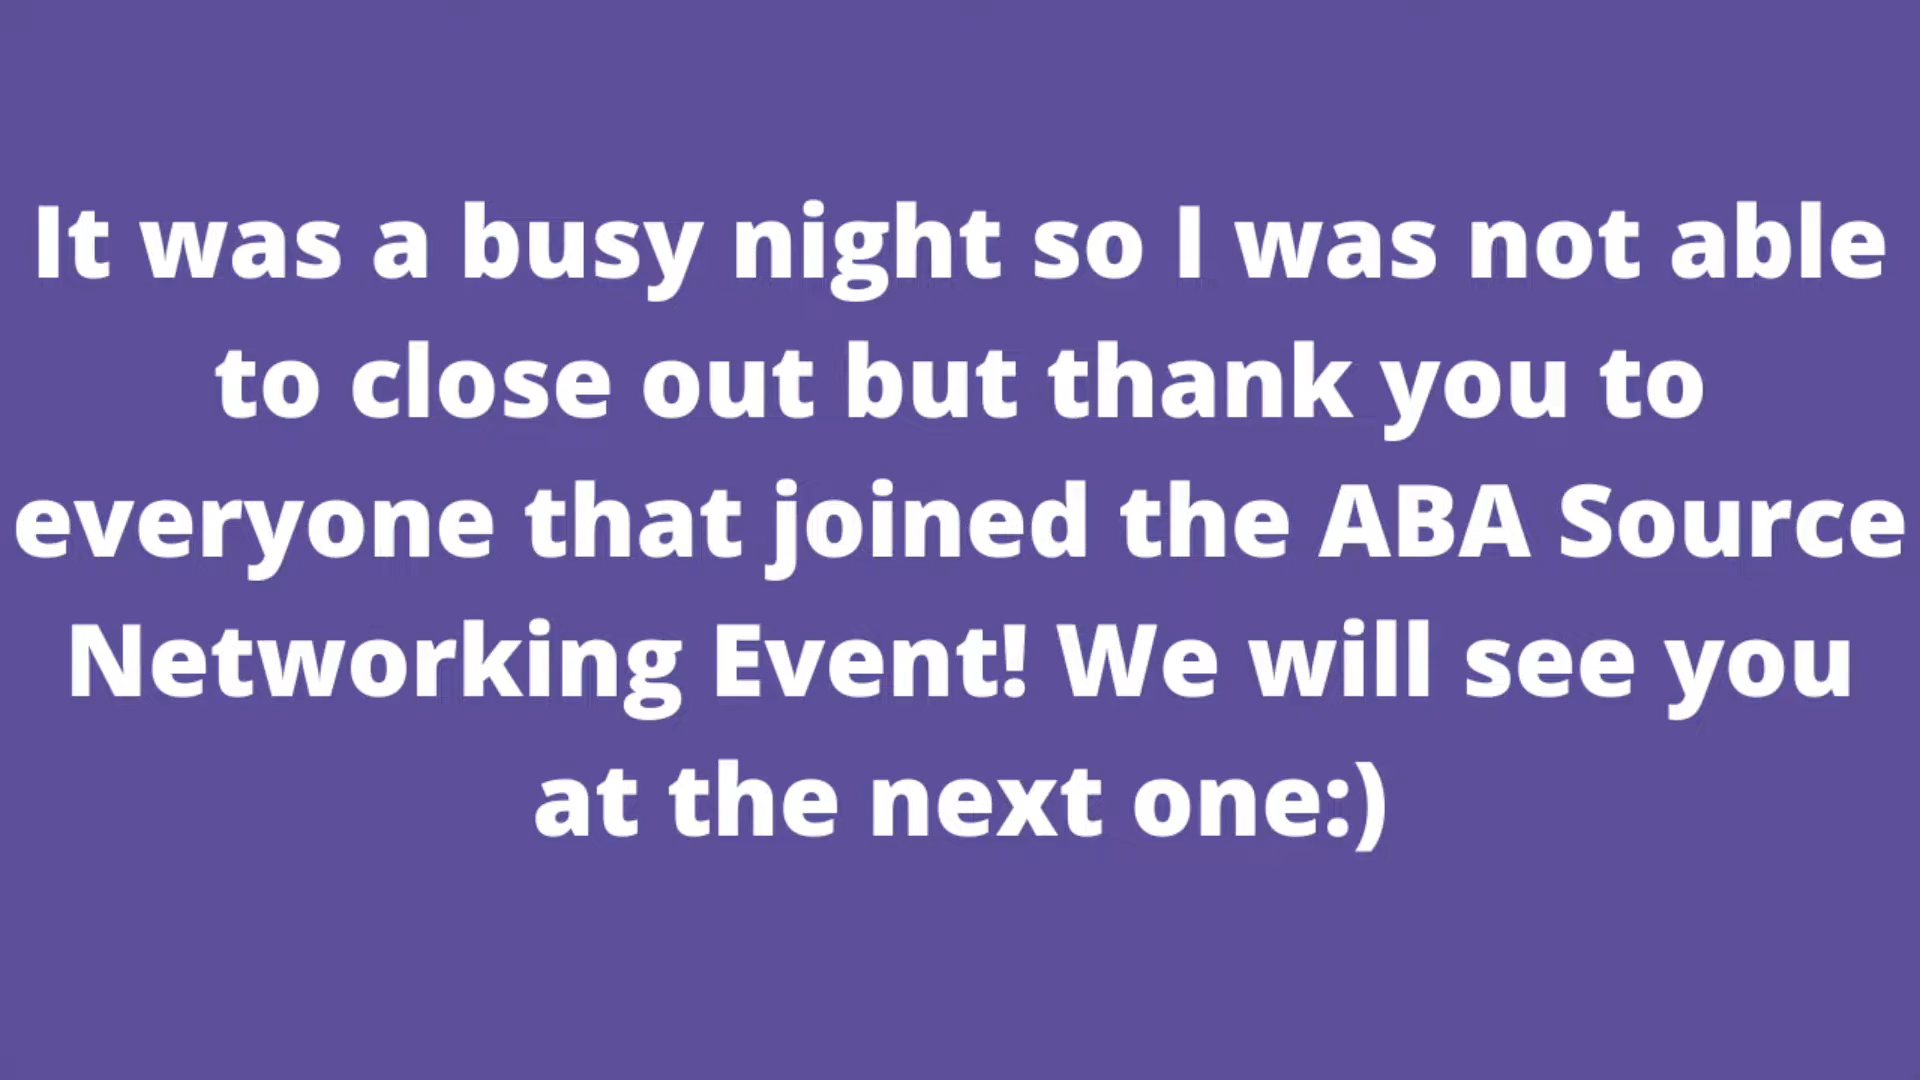 It was a busy night so I was not able
to close out but thank you to
everyone that joined the ABA Source
Networking Event! We will see you
at the next one:)